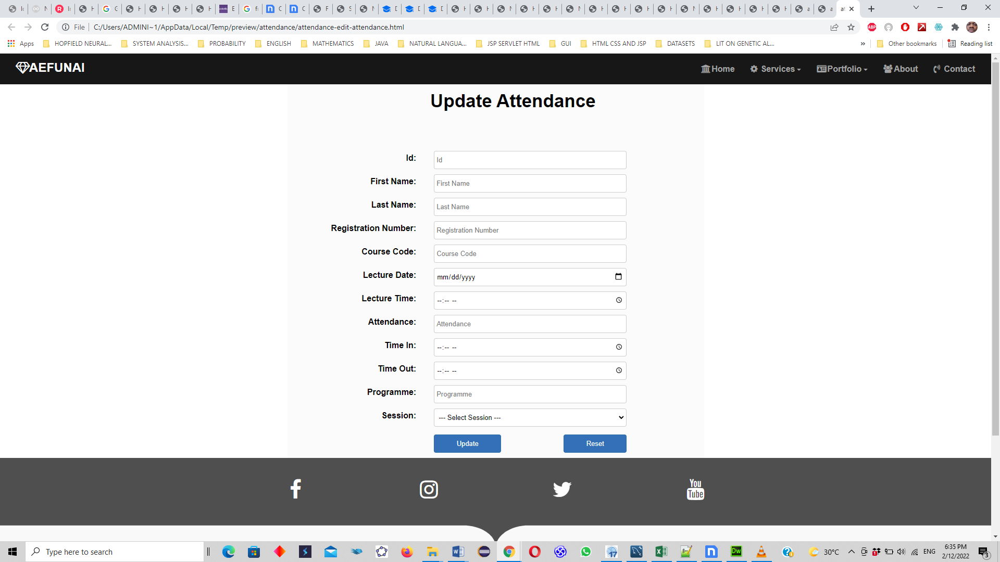 File C:/Users/ADMINI~1/AppData/Local/Temp/preview/attendance/attendance-edit-attendance.html
Apps HOPFIELD NEURAL... SYSTEM ANALYSIS... PROBABILITY ENGLISH MATHEMATICS JAVA NATURAL LANGUA... JSP SERVLET HTML GUI HTML CSS AND JSP DATASETS LIT ON GENETIC AL... » Other bookmarks Reading list
AEFUNAI Home Services Portfolio About Contact
Update Attendance
Id: Id
First Name: First Name
Last Name: Last Name
Registration Number: Registration Number
Course Code: Course Code
Lecture Date: mm/dd/yyyy
Lecture Time: --:-- --
Attendance: Attendance
Time In: --:-- --
Time Out: --:-- --
Programme: Programme
Session: --- Select Session ---
Update Reset
You
Tube
Type here to search
30°C ENG 6:35 PM
2/12/2022
3